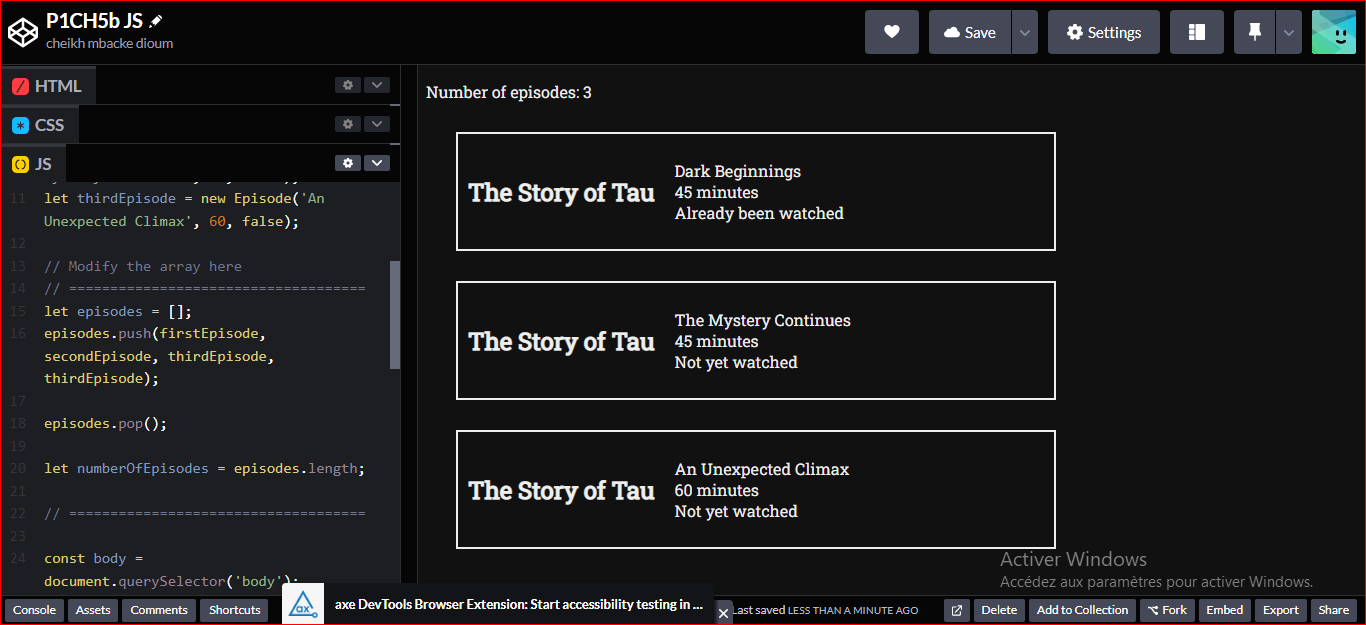 P1CH5b JS
cheikh mbacke dioum
Save
Settings
HTML
CSS
JS
11 let thirdEpisode = new Episode('An
Unexpected Climax', 60, false);
12
13 // Modify the array here
14 // ====================================
15 let episodes = [];
16 episodes.push(firstEpisode,
secondEpisode, thirdEpisode,
thirdEpisode);
17
18 episodes.pop();
19
20 let numberOfEpisodes = episodes.length;
21
22 // ====================================
23
24 const body =
document.querySelector('body');
Number of episodes: 3
The Story of Tau
Dark Beginnings
45 minutes
Already been watched
The Story of Tau
The Mystery Continues
45 minutes
Not yet watched
The Story of Tau
An Unexpected Climax
60 minutes
Not yet watched
Activer Windows
Accédez aux paramètres pour activer Windows.
Console Assets Comments Shortcuts
ax
axe DevTools Browser Extension: Start accessibility testing in ...
Last saved LESS THAN A MINUTE AGO
Delete Add to Collection Fork Embed Export Share